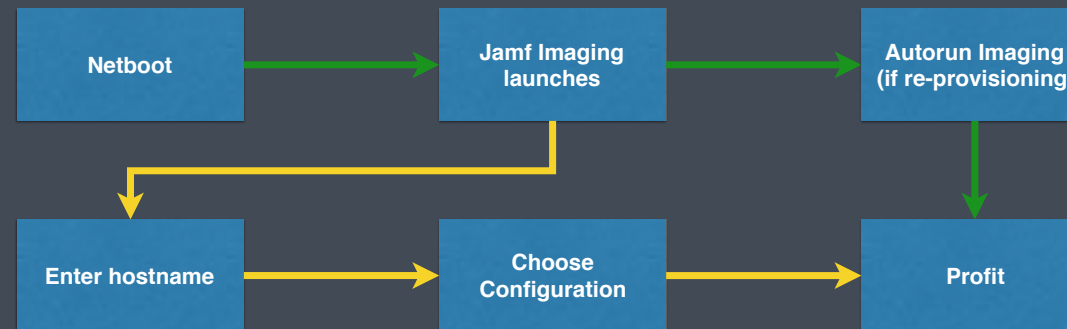 Netboot
Jamf Imaging
launches
Autorun Imaging
(if re-provisioning
Enter hostname
Choose
Configuration
Profit